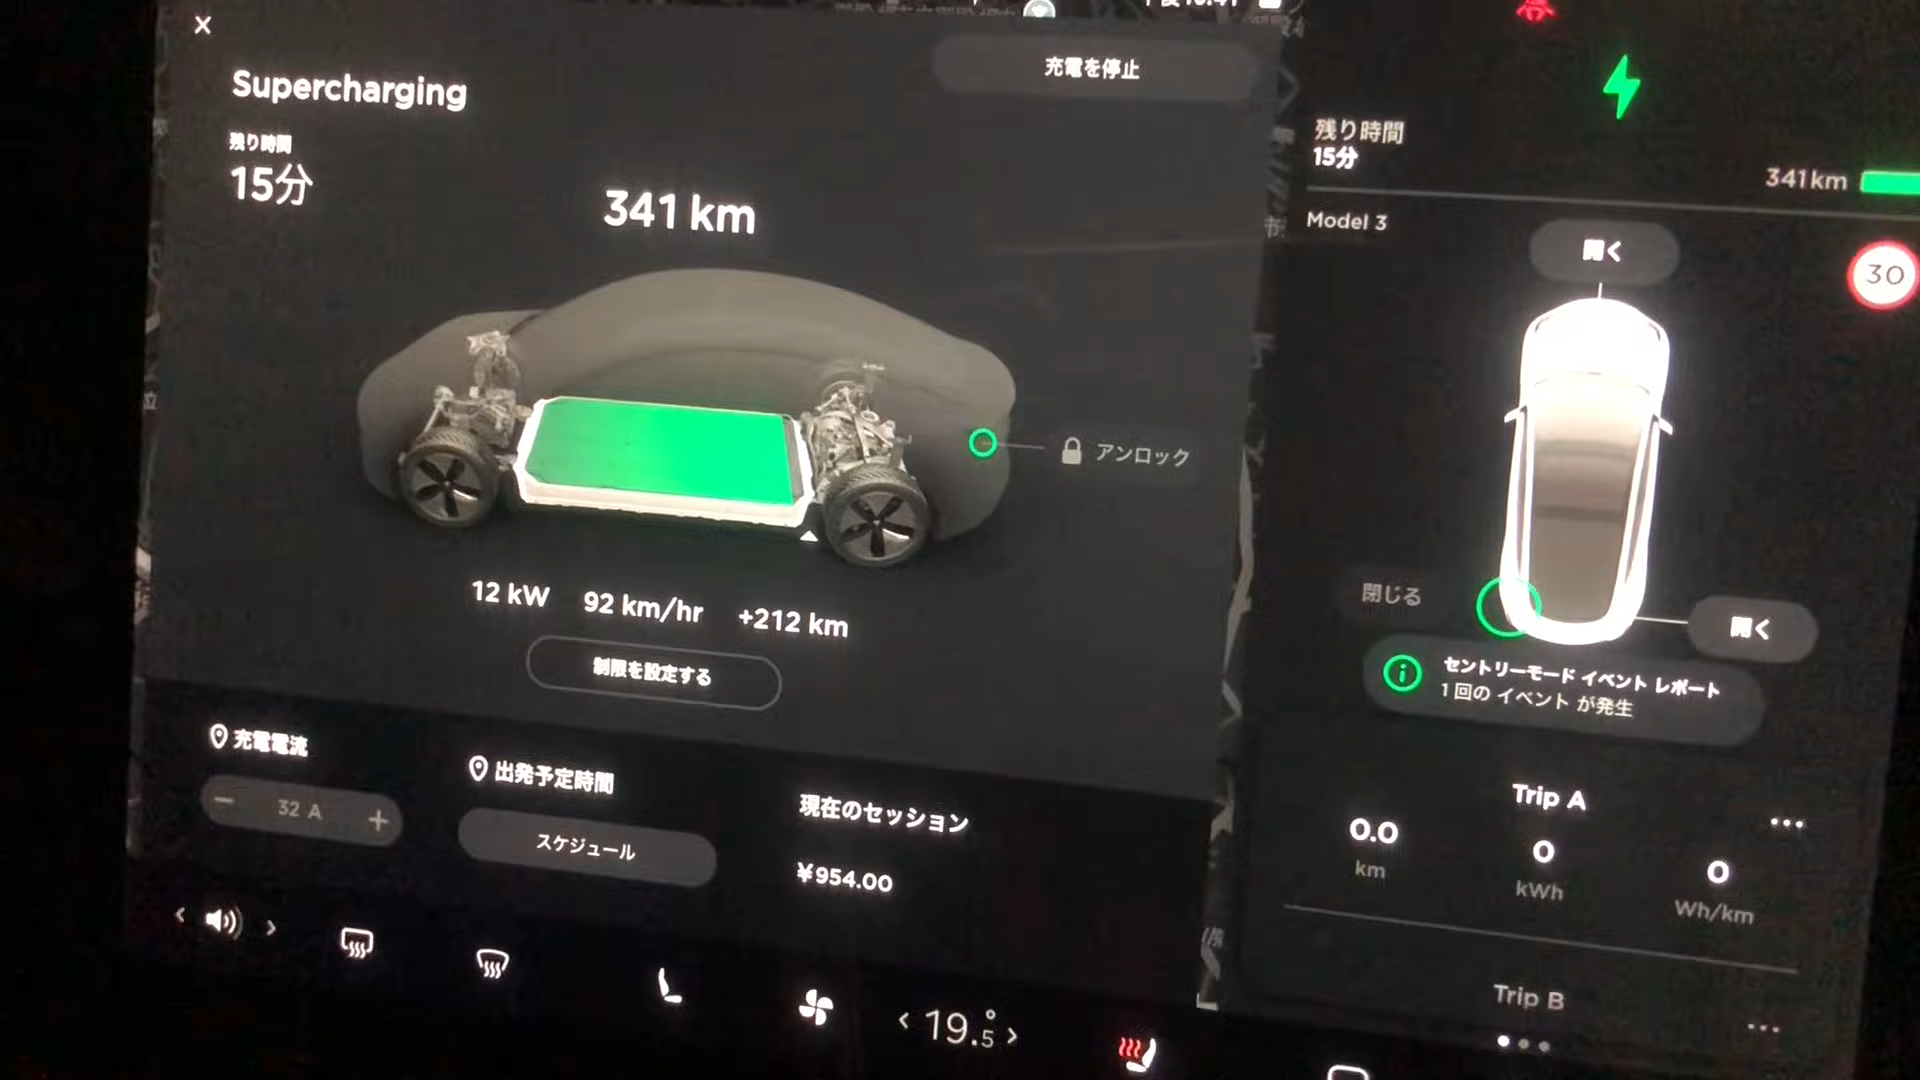 Supercharging
充電を停止
残り時間
15分
341 km
アンロック
12 kW 92 km/hr +212 km
制限を設定する
充電電流
32 A
出発予定時間
スケジュール
現在のセッション
¥954.00
19.5°
残り時間
15分
341km
Model 3
開く
30
閉じる
開く
セントリーモード イベント レポート
1 回の イベント が発生
Trip A
0.0 0 0
km kWh Wh/km
Trip B